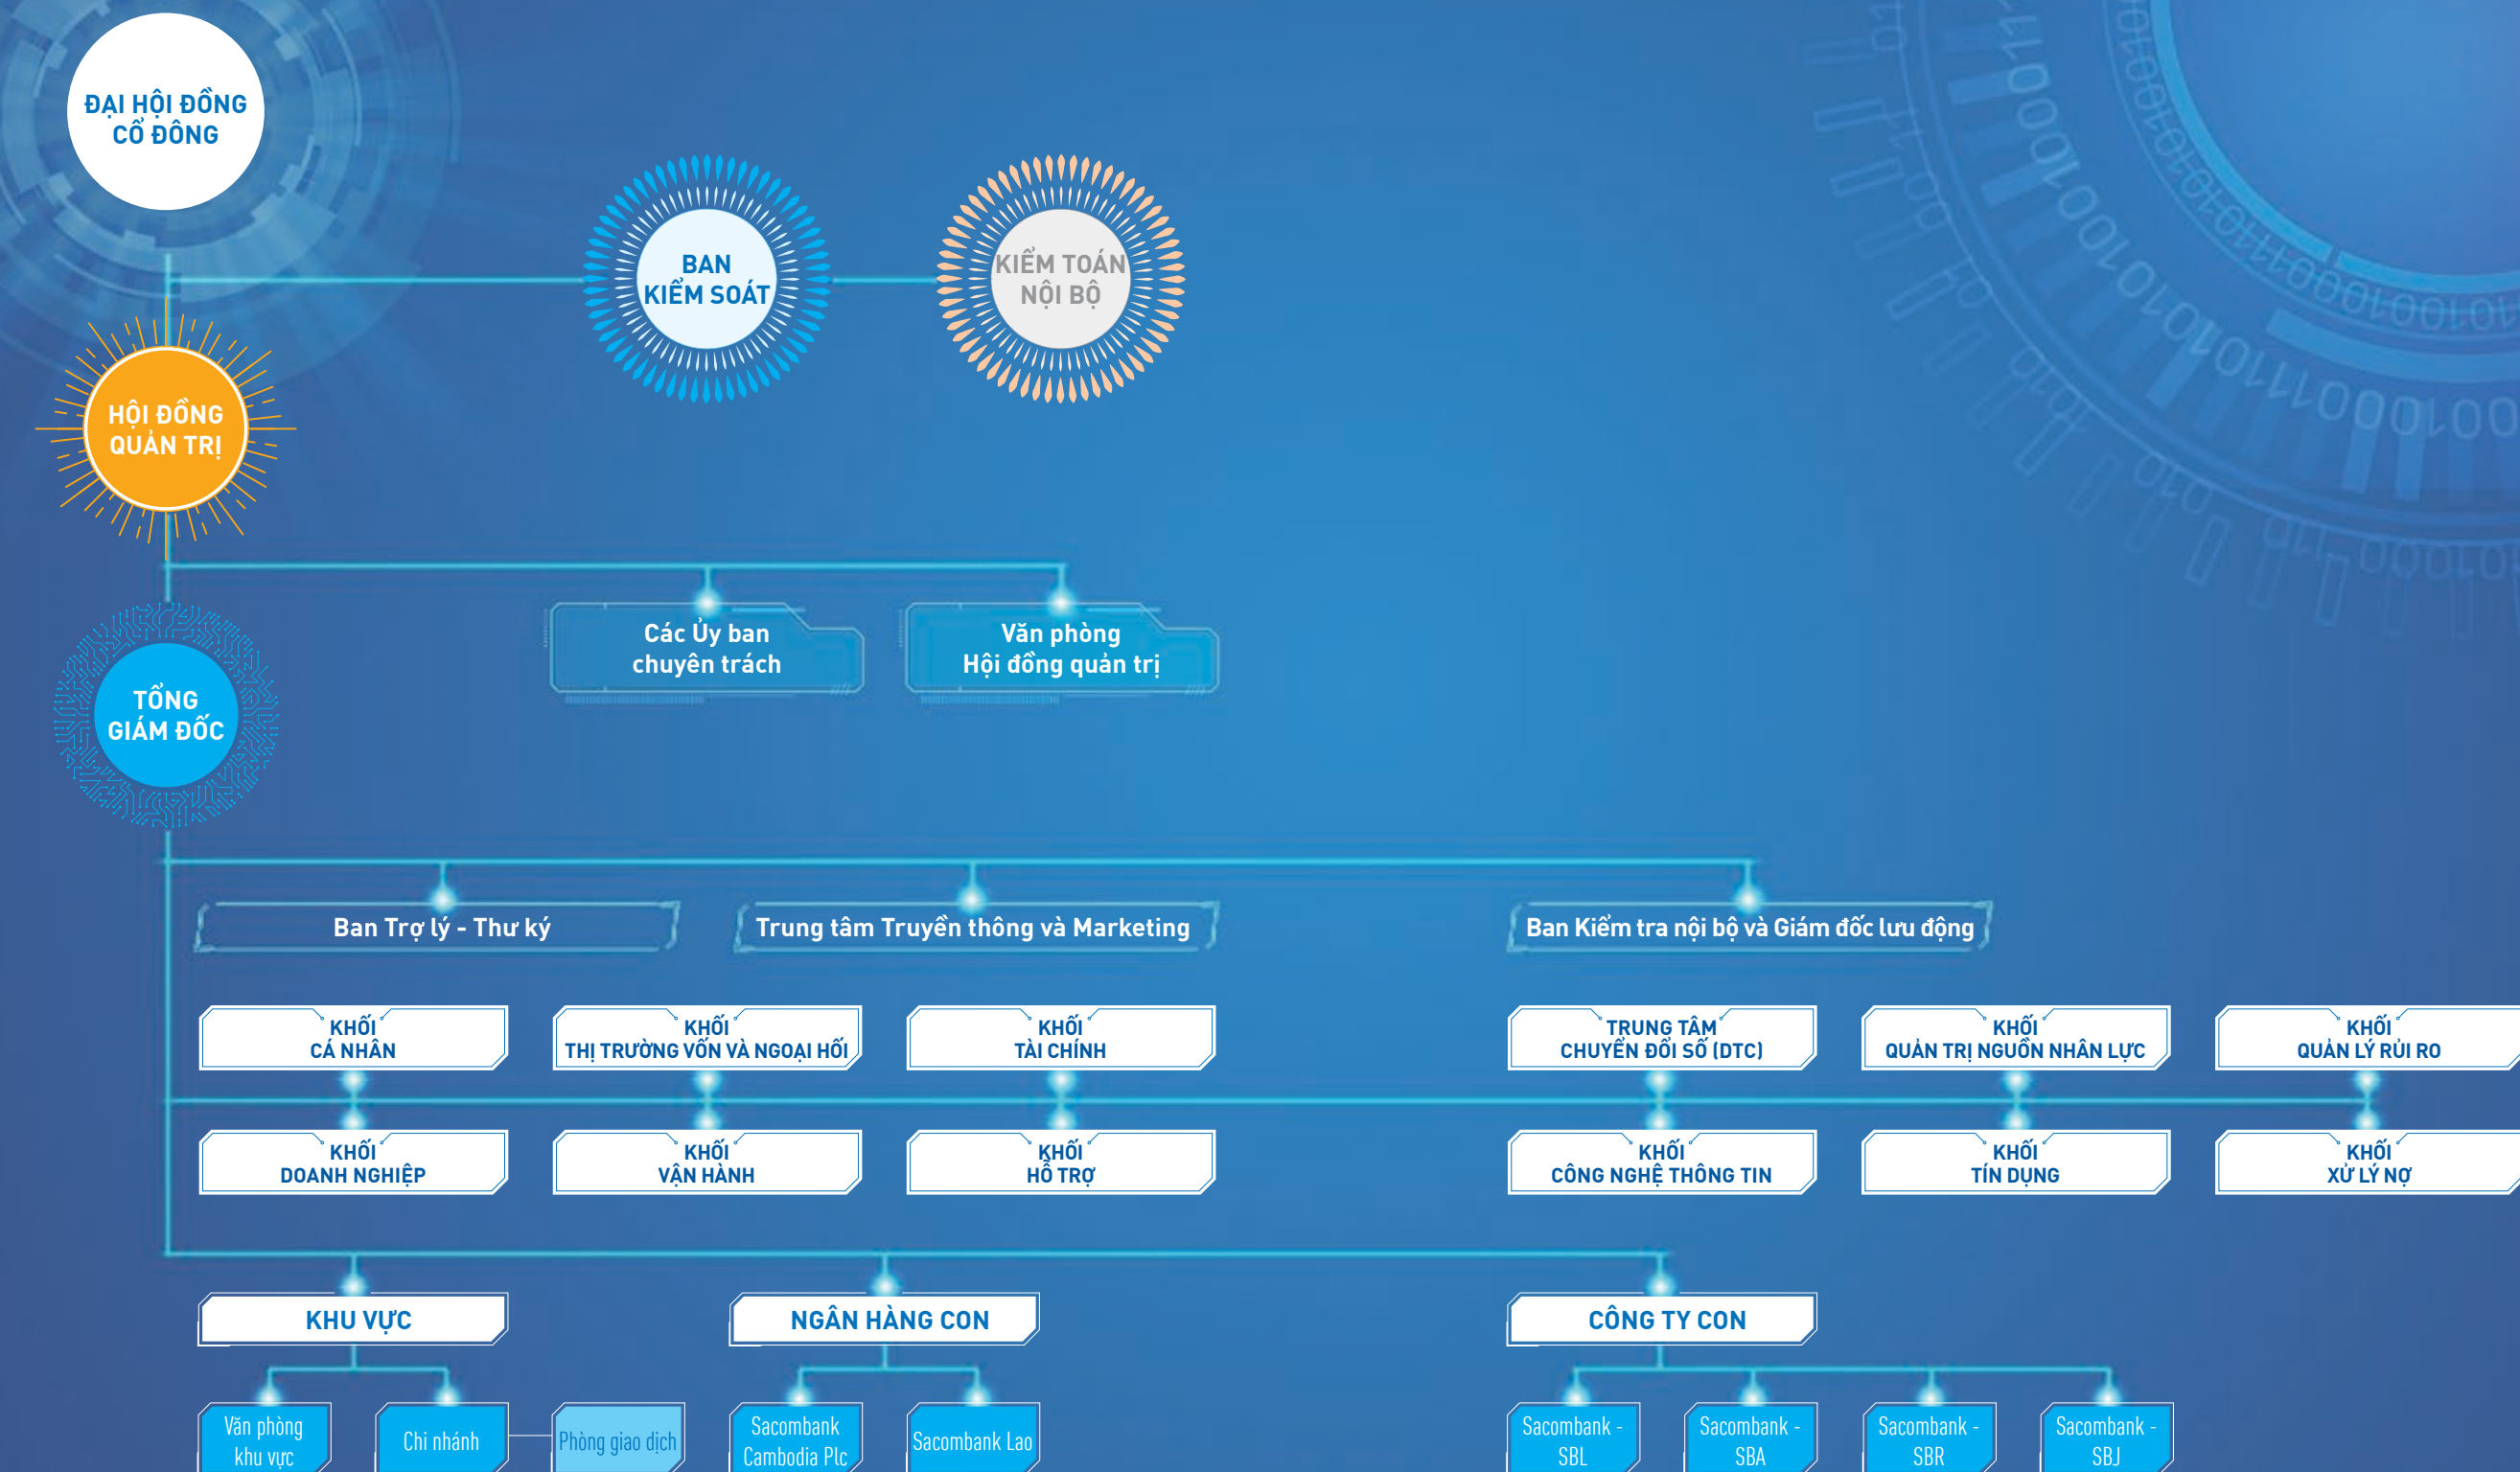 ĐẠI HỘI ĐỒNG
CỔ ĐÔNG
BAN
KIỂM SOÁT
KIỂM TOÁN
NỘI BỘ
HỘI ĐỒNG
QUẢN TRỊ
Các Ủy ban
chuyên trách
Văn phòng
Hội đồng quản trị
TỔNG
GIÁM ĐỐC
Ban Trợ lý - Thư ký
Trung tâm Truyền thông và Marketing
Ban Kiểm tra nội bộ và Giám đốc lưu động
KHỐI
CÁ NHÂN
KHỐI
THỊ TRƯỜNG VỐN VÀ NGOẠI HỐI
KHỐI
TÀI CHÍNH
TRUNG TÂM
CHUYỂN ĐỔI SỐ (DTC)
KHỐI
QUẢN TRỊ NGUỒN NHÂN LỰC
KHỐI
QUẢN LÝ RỦI RO
KHỐI
DOANH NGHIỆP
KHỐI
VẬN HÀNH
KHỐI
HỖ TRỢ
KHỐI
CÔNG NGHỆ THÔNG TIN
KHỐI
TÍN DỤNG
KHỐI
XỬ LÝ NỢ
KHU VỰC
NGÂN HÀNG CON
CÔNG TY CON
Văn phòng
khu vực
Chi nhánh
Phòng giao dịch
Sacombank
Cambodia Plc
Sacombank Lao
Sacombank -
SBL
Sacombank -
SBA
Sacombank -
SBR
Sacombank -
SBJ